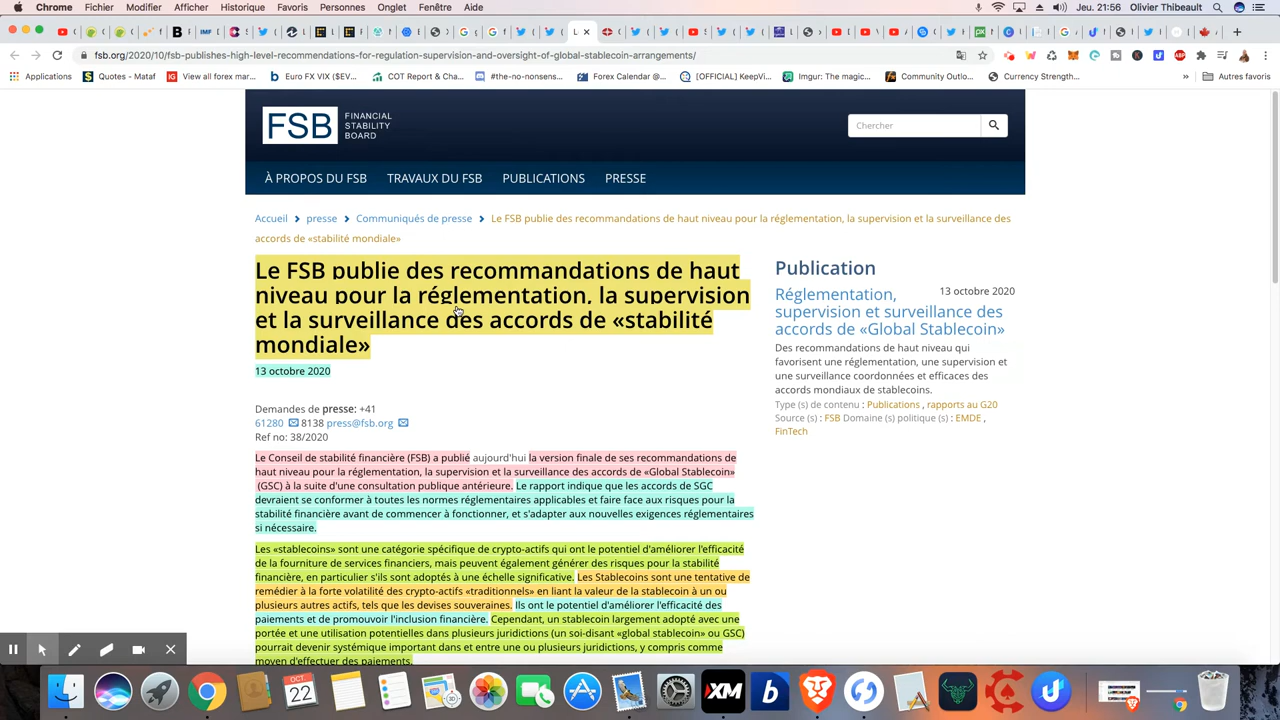 Chrome Fichier Modifier Afficher Historique Favoris Personnes Onglet Fenêtre Aide Jeu. 21:56 Olivier Thibeault
fsb.org/2020/10/fsb-publishes-high-level-recommendations-for-regulation-supervision-and-oversight-of-global-stablecoin-arrangements/
Applications Quotes - Mataf View all forex mar... Euro FX VIX ($EV... COT Report & Cha... #the-no-nonsens... Forex Calendar @... [OFFICIAL] KeepVi... Imgur: The magic... Community Outlo... Currency Strength... » Autres favoris
FSB FINANCIAL
STABILITY
BOARD
Chercher
À PROPOS DU FSB TRAVAUX DU FSB PUBLICATIONS PRESSE
Accueil presse Communiqués de presse Le FSB publie des recommandations de haut niveau pour la réglementation, la supervision et la surveillance des
accords de «stabilité mondiale»
Le FSB publie des recommandations de haut
niveau pour la réglementation, la supervision
et la surveillance des accords de «stabilité
mondiale»
13 octobre 2020
Demandes de presse: +41
61280 8138 press@fsb.org
Ref no: 38/2020
Le Conseil de stabilité financière (FSB) a publié aujourd'hui la version finale de ses recommandations de
haut niveau pour la réglementation, la supervision et la surveillance des accords de «Global Stablecoin»
(GSC) à la suite d'une consultation publique antérieure. Le rapport indique que les accords de SGC
devraient se conformer à toutes les normes réglementaires applicables et faire face aux risques pour la
stabilité financière avant de commencer à fonctionner, et s'adapter aux nouvelles exigences réglementaires
si nécessaire.
Les «stablecoins» sont une catégorie spécifique de crypto-actifs qui ont le potentiel d'améliorer l'efficacité
de la fourniture de services financiers, mais peuvent également générer des risques pour la stabilité
financière, en particulier s'ils sont adoptés à une échelle significative. Les Stablecoins sont une tentative de
remédier à la forte volatilité des crypto-actifs «traditionnels» en liant la valeur de la stablecoin à un ou
plusieurs autres actifs, tels que les devises souveraines. Ils ont le potentiel d'améliorer l'efficacité des
paiements et de promouvoir l'inclusion financière. Cependant, un stablecoin largement adopté avec une
portée et une utilisation potentielles dans plusieurs juridictions (un soi-disant «global stablecoin» ou GSC)
pourrait devenir systémique important dans et entre une ou plusieurs juridictions, y compris comme
moyen d'effectuer des paiements.
Publication
Réglementation, 13 octobre 2020
supervision et surveillance des
accords de «Global Stablecoin»
Des recommandations de haut niveau qui
favorisent une réglementation, une supervision et
une surveillance coordonnées et efficaces des
accords mondiaux de stablecoins.
Type (s) de contenu : Publications , rapports au G20
Source (s) : FSB Domaine (s) politique (s) : EMDE ,
FinTech
OCT.
22
XM